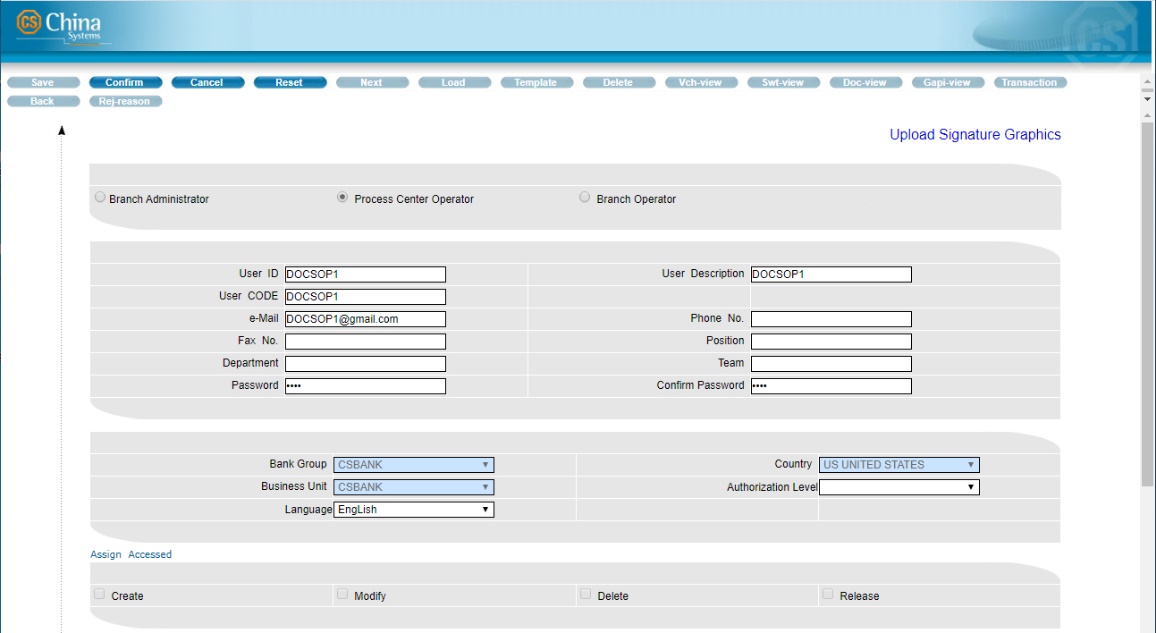 CS China
Systems
Save Confirm Cancel Reset Next Load Template Delete Vch-view Swt-view Doc-view Gapi-view Transaction
Back Rej-reason
Upload Signature Graphics
Branch Administrator Process Center Operator Branch Operator
User ID DOCSOP1 User Description DOCSOP1
User CODE DOCSOP1
e-Mail DOCSOP1@gmail.com Phone No.
Fax No. Position
Department Team
Password •••• Confirm Password ••••
Bank Group CSBANK Country US UNITED STATES
Business Unit CSBANK Authorization Level
Language EngLish
Assign Accessed
Create Modify Delete Release